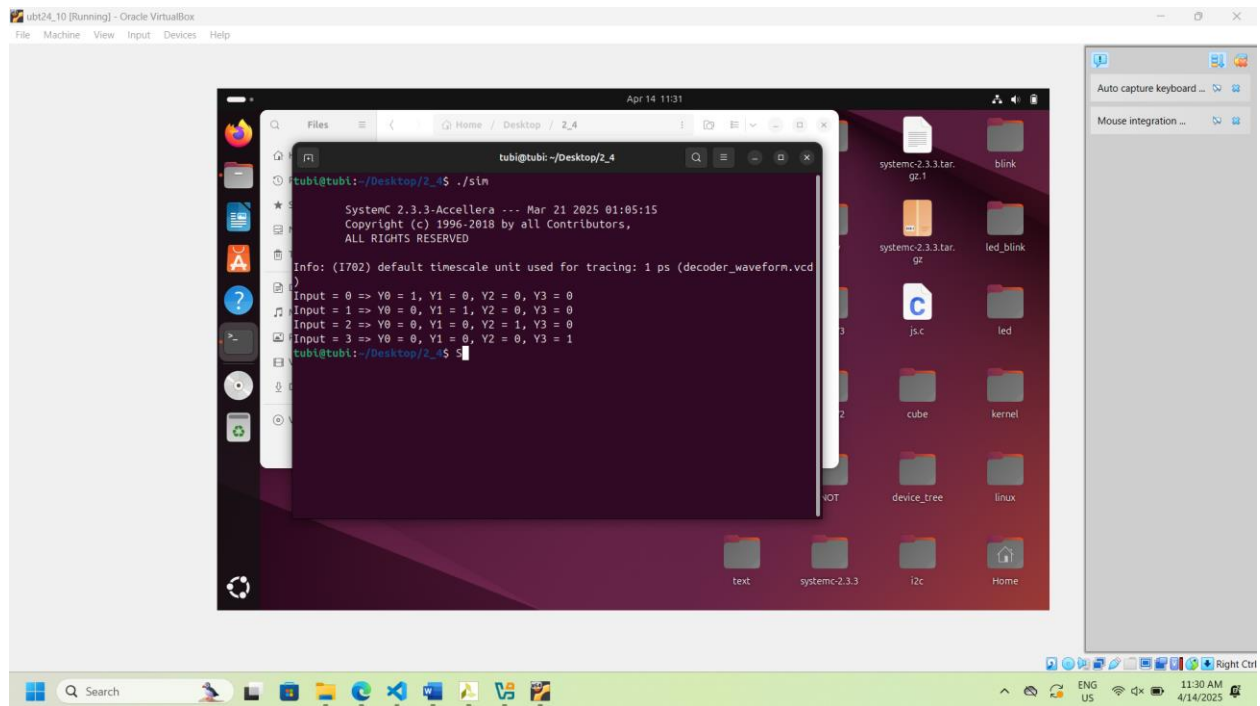 ubt24_10 [Running] - Oracle VirtualBox
File Machine View Input Devices Help
Auto capture keyboard ...
Mouse integration ...
Apr 14 11:31
Files
Home / Desktop / 2_4
tubi@tubi: ~/Desktop/2_4
tubi@tubi:~/Desktop/2_4$ ./sim
SystemC 2.3.3-Accellera --- Mar 21 2025 01:05:15
Copyright (c) 1996-2018 by all Contributors,
ALL RIGHTS RESERVED
Info: (I702) default timescale unit used for tracing: 1 ps (decoder_waveform.vcd
)
Input = 0 => Y0 = 1, Y1 = 0, Y2 = 0, Y3 = 0
Input = 1 => Y0 = 0, Y1 = 1, Y2 = 0, Y3 = 0
Input = 2 => Y0 = 0, Y1 = 0, Y2 = 1, Y3 = 0
Input = 3 => Y0 = 0, Y1 = 0, Y2 = 0, Y3 = 1
tubi@tubi:~/Desktop/2_4$ S
systemc-2.3.3.tar.
gz.1
blink
systemc-2.3.3.tar.
gz
led_blink
C
js.c
led
3
cube
kernel
2
device_tree
linux
text
systemc-2.3.3
i2c
Home
Right Ctrl
Search
ENG
US
11:30 AM
4/14/2025